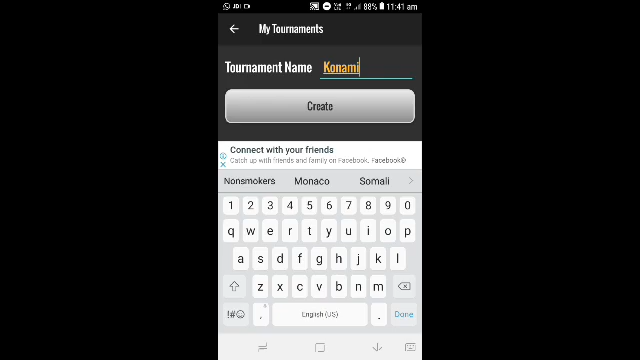 JDI 88% 11:41 am
My Tournaments
Tournament Name Konami
Create
Connect with your friends
Catch up with friends and family on Facebook. Facebook©
Nonsmokers Monaco Somali
1 2 3 4 5 6 7 8 9 0
q w e r t y u i o p
a s d f g h j k l
z x c v b n m
!#☺ , English (US) . Done